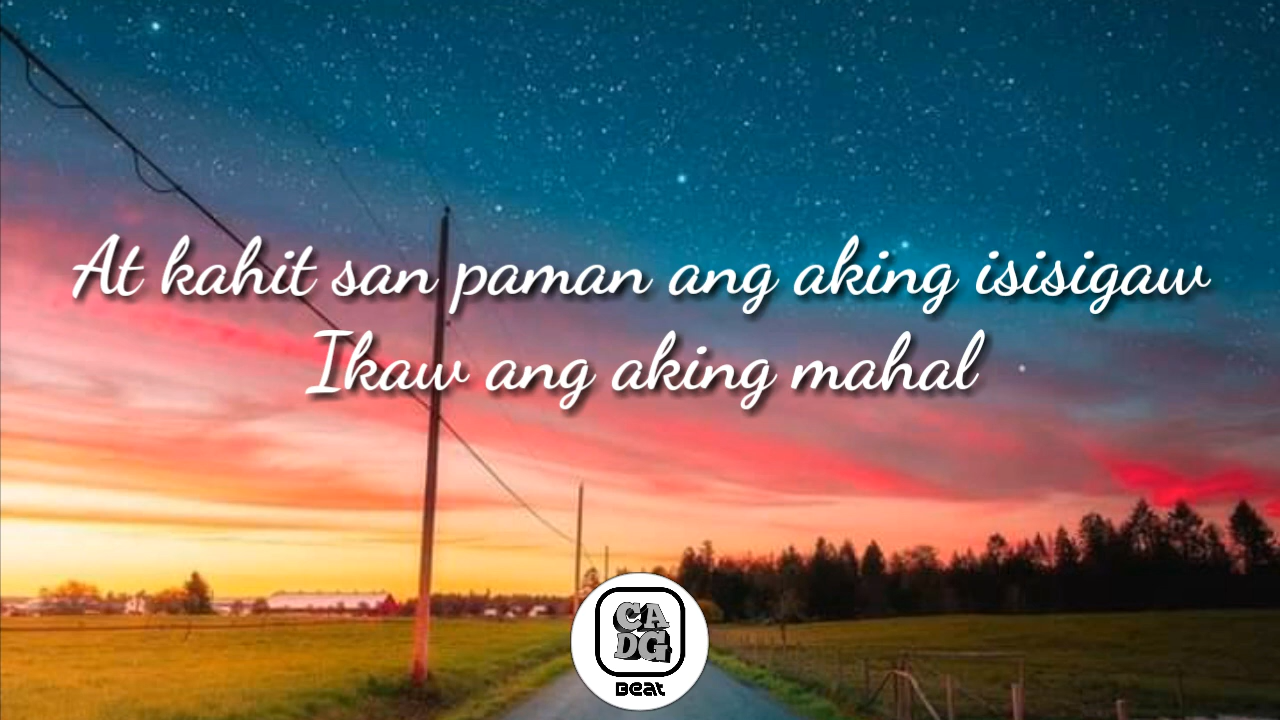 At kahit san paman ang aking isisigaw
Ikaw ang aking mahal
CA
DG
Beat